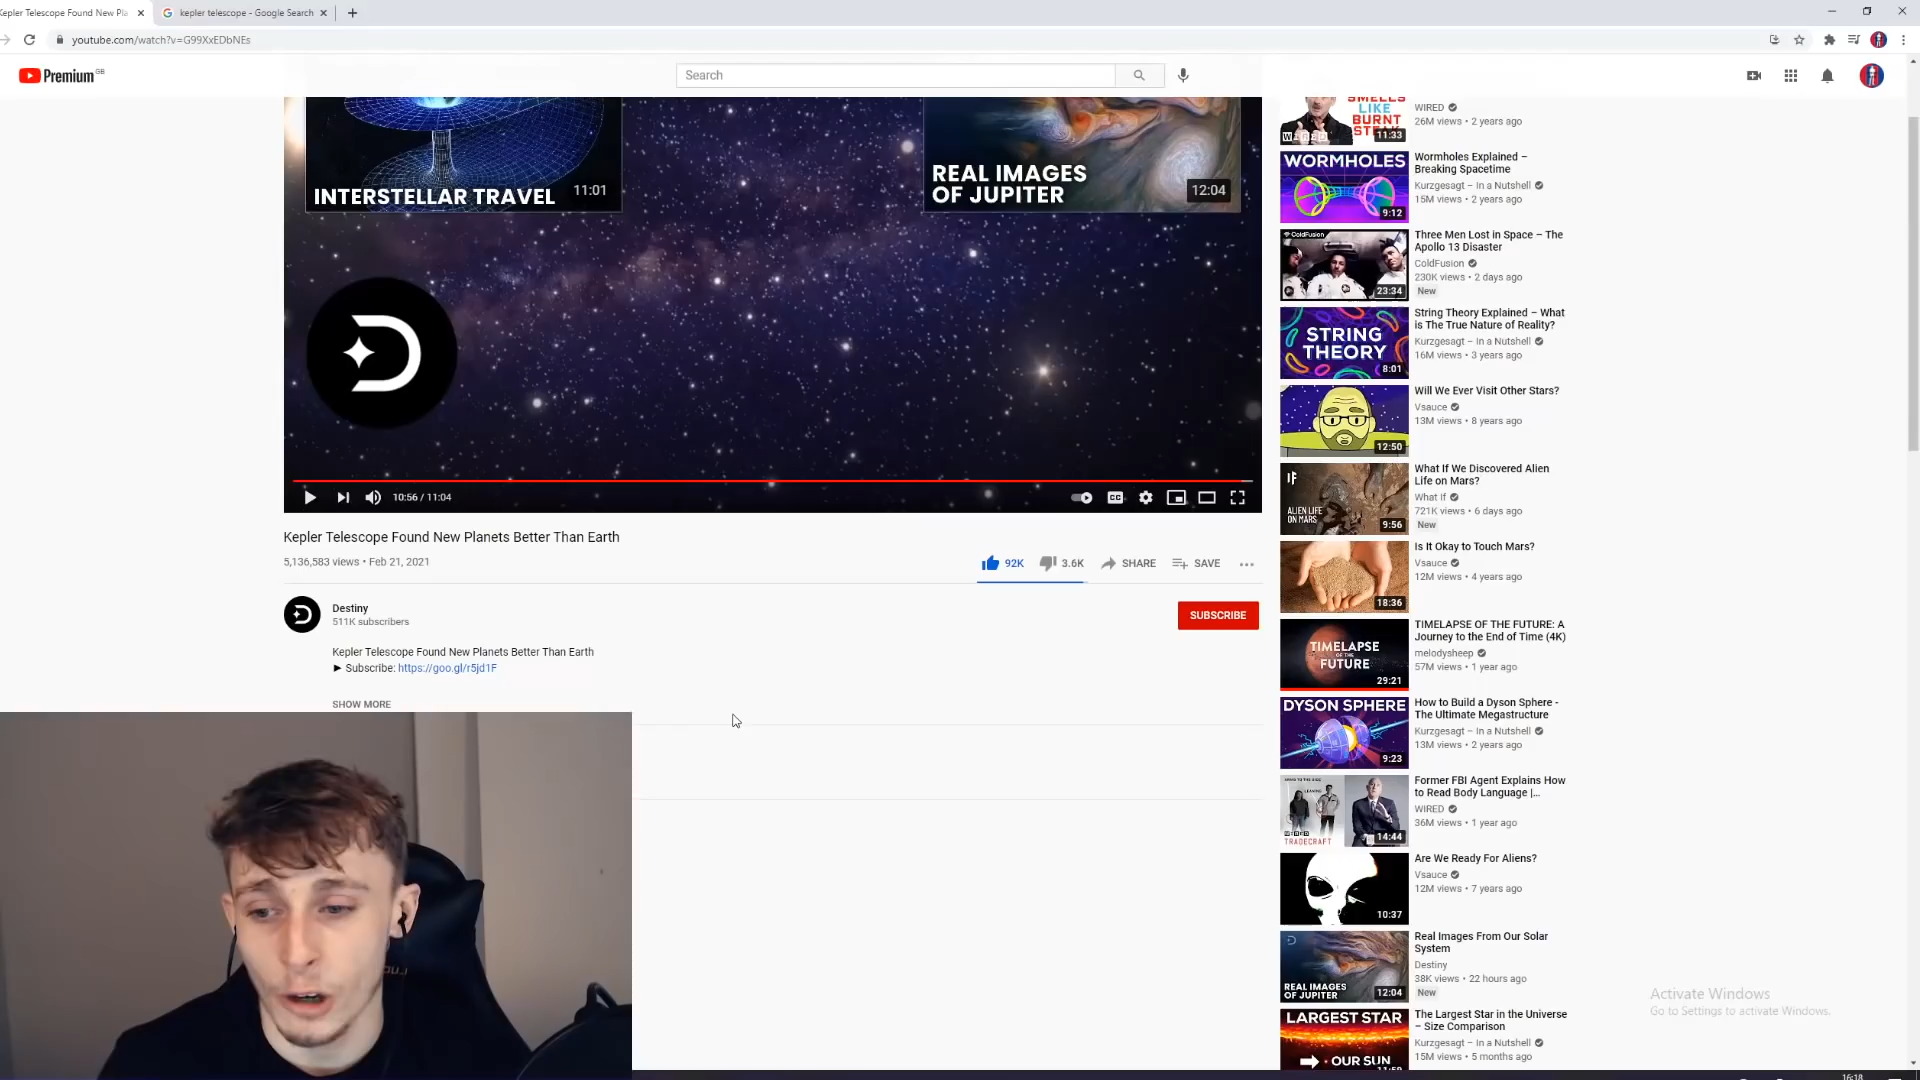 Kepler Telescope Found New Pla
kepler telescope - Google Search
youtube.com/watch?v=G99XxEDbNEs
Premium GB
Search
INTERSTELLAR TRAVEL
11:01
REAL IMAGES
OF JUPITER
12:04
10:56 / 11:04
CC
Kepler Telescope Found New Planets Better Than Earth
5,136,583 views • Feb 21, 2021
92K
3.6K
SHARE
SAVE
Destiny
511K subscribers
SUBSCRIBE
Kepler Telescope Found New Planets Better Than Earth
► Subscribe: https://goo.gl/r5jd1F
SHOW MORE
SMELLS
LIKE
BURNT
STE
WIRED
11:33
WIRED
26M views • 2 years ago
WORMHOLES
9:12
Wormholes Explained –
Breaking Spacetime
Kurzgesagt – In a Nutshell
15M views • 2 years ago
ColdFusion
23:34
Three Men Lost in Space – The
Apollo 13 Disaster
ColdFusion
230K views • 2 days ago
New
STRING
THEORY
8:01
String Theory Explained – What
is The True Nature of Reality?
Kurzgesagt – In a Nutshell
16M views • 3 years ago
12:50
Will We Ever Visit Other Stars?
Vsauce
13M views • 8 years ago
ALIEN LIFE
ON MARS
9:56
What If We Discovered Alien
Life on Mars?
What If
721K views • 6 days ago
New
18:36
Is It Okay to Touch Mars?
Vsauce
12M views • 4 years ago
TIMELAPSE
OF THE
FUTURE
29:21
TIMELAPSE OF THE FUTURE: A
Journey to the End of Time (4K)
melodysheep
57M views • 1 year ago
DYSON SPHERE
9:23
How to Build a Dyson Sphere -
The Ultimate Megastructure
Kurzgesagt – In a Nutshell
13M views • 2 years ago
WIRED
TRADECRAFT
14:44
Former FBI Agent Explains How
to Read Body Language |...
WIRED
36M views • 1 year ago
10:37
Are We Ready For Aliens?
Vsauce
12M views • 7 years ago
REAL IMAGES
OF JUPITER
12:04
Real Images From Our Solar
System
Destiny
38K views • 22 hours ago
New
LARGEST STAR
OUR SUN
The Largest Star in the Universe
– Size Comparison
Kurzgesagt – In a Nutshell
15M views • 5 months ago
Activate Windows
Go to Settings to activate Windows.
16:18